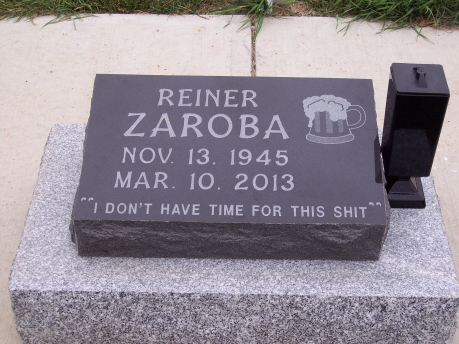 REINER
ZAROBA
NOV. 13. 1945
MAR. 10. 2013
"I DON'T HAVE TIME FOR THIS SHIT"